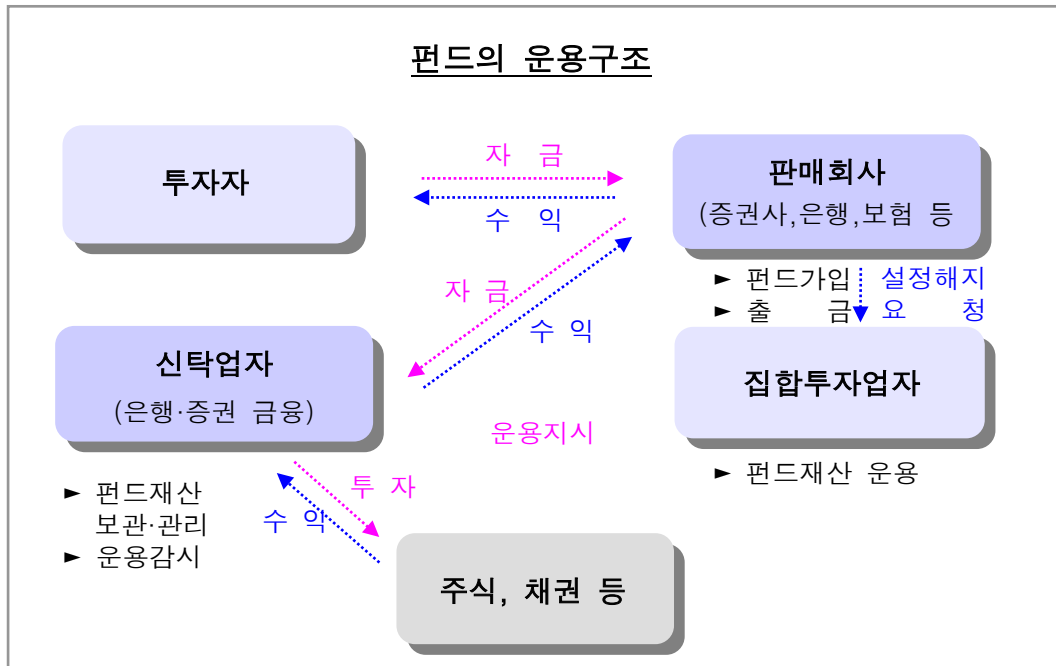 펀드의 운용구조
투자자
자 금
수 익
판매회사
(증권사,은행,보험 등
► 펀드가입
► 출 금
설정해지
요 청
자 금
수 익
신탁업자
(은행·증권 금융)
집합투자업자
운용지시
► 펀드재산 운용
► 펀드재산
보관·관리
► 운용감시
투 자
수 익
주식, 채권 등